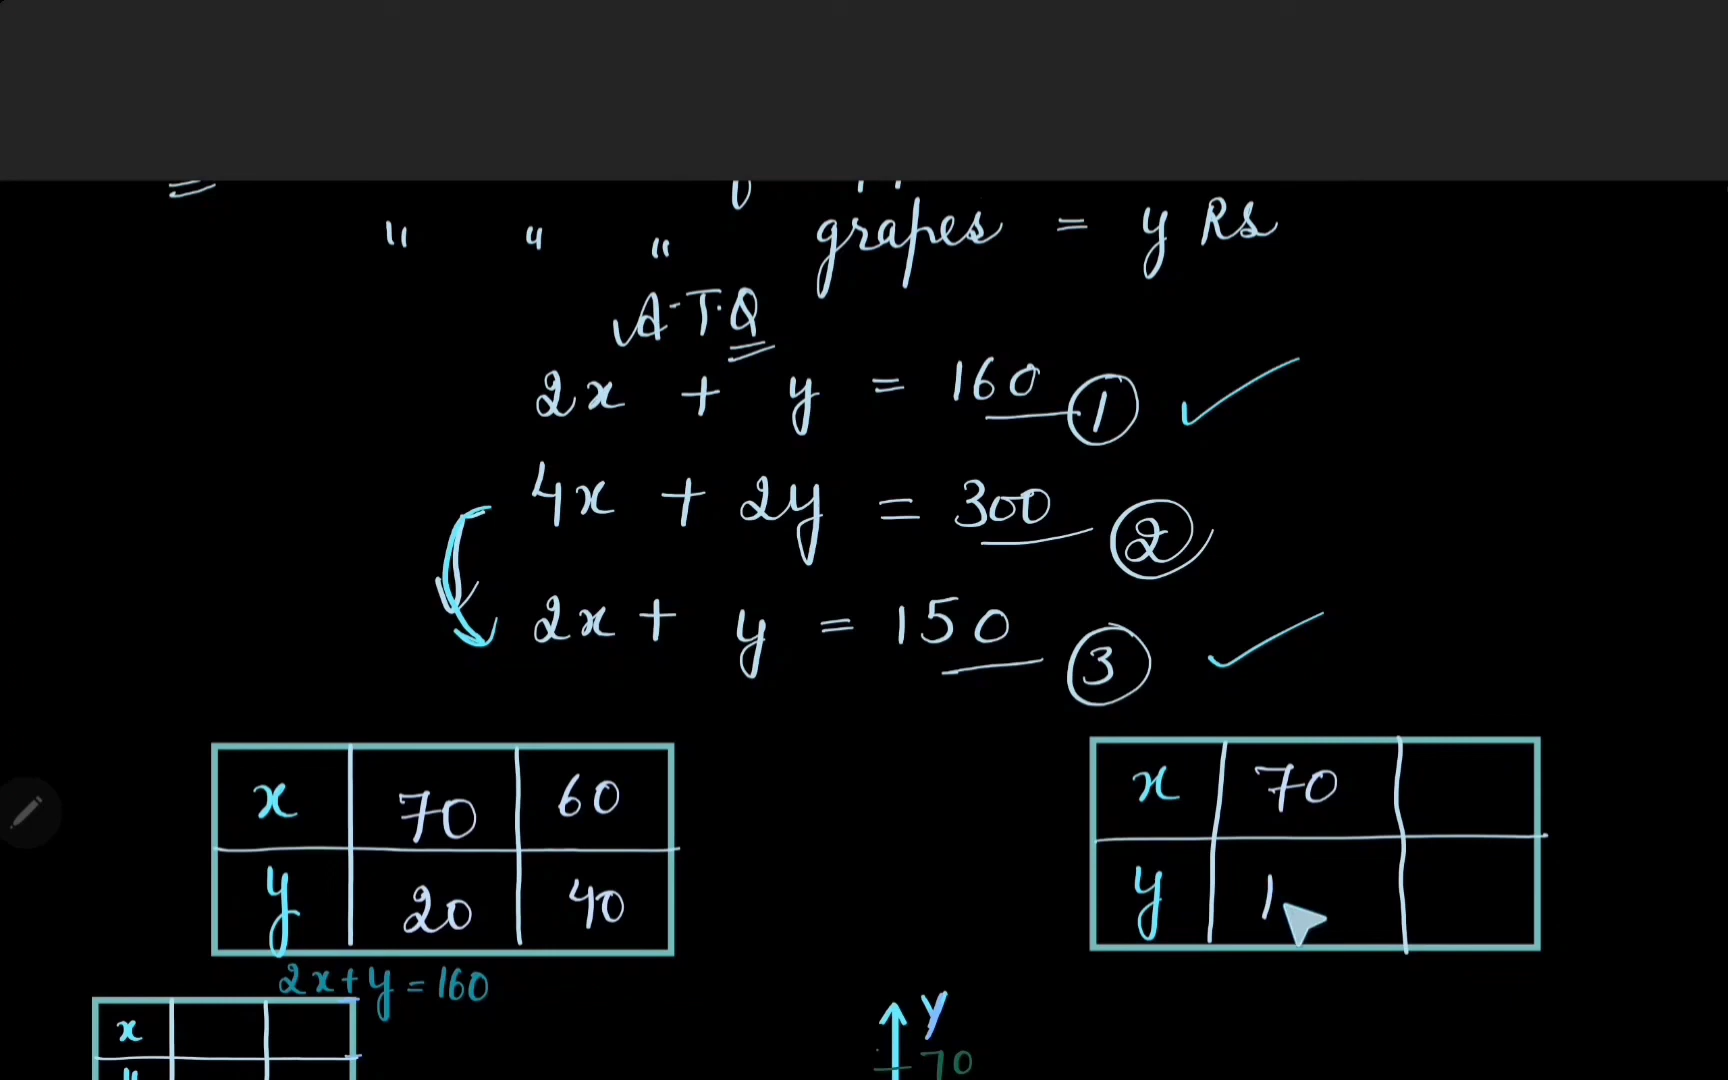 " " " grapes = y Rs
A.T.Q
2x + y = 160 ①
4x + 2y = 300 ②
2x + y = 150 ③
x 70 60
y 20 40
2x+y = 160
x 70
y 1
x
y
Y
70